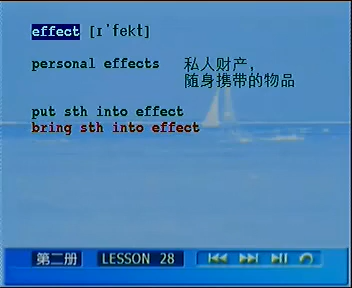 effect [ɪˈfekt]
personal effects 私人财产,
随身携带的物品
put sth into effect
bring sth into effect
第二册 LESSON 28